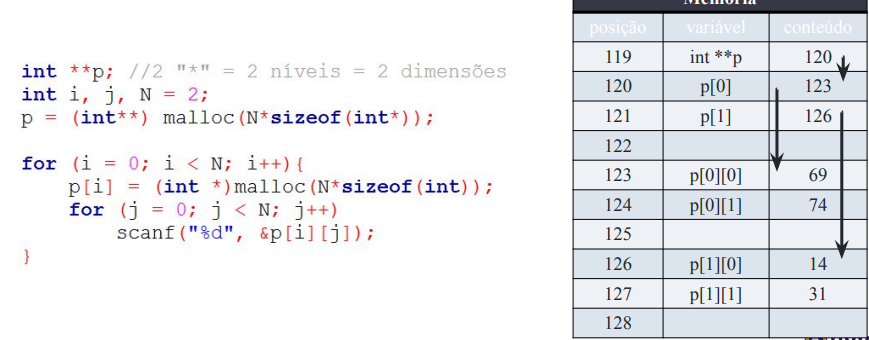 int **p; //2 "*" = 2 níveis = 2 dimensões
int i, j, N = 2;
p = (int**) malloc(N*sizeof(int*));
for (i = 0; i < N; i++){
p[i] = (int *)malloc(N*sizeof(int));
for (j = 0; j < N; j++)
scanf("%d", &p[i][j]);
}
Memória
posição variável conteúdo
119 int **p 120
120 p[0] 123
121 p[1] 126
122
123 p[0][0] 69
124 p[0][1] 74
125
126 p[1][0] 14
127 p[1][1] 31
128